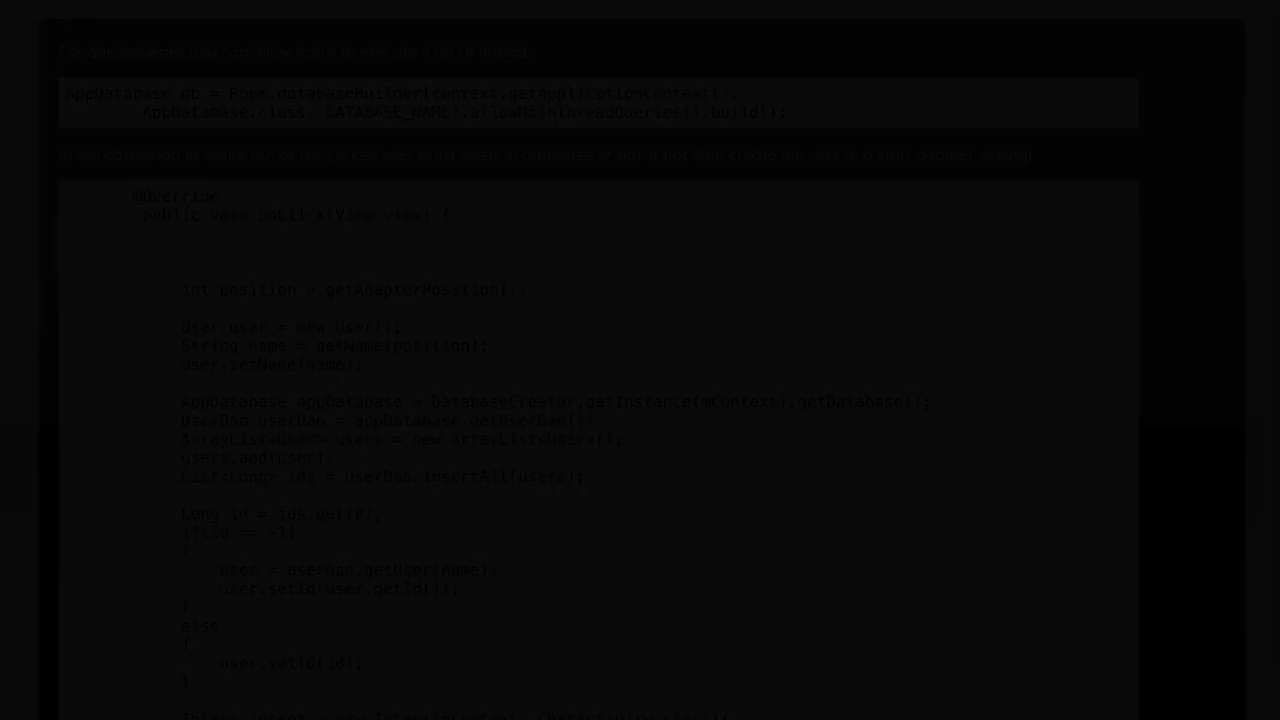 AppDatabase db = Room.databaseBuilder(context.getApplicationContext(),
AppDatabase.class, DATABASE_NAME).allowMainThreadQueries().build();
@Override
public void onClick(View view) {
int position = getAdapterPosition();
User user = new User();
String name = getName(position);
user.setName(name);
AppDatabase appDatabase = DatabaseCreator.getInstance(mContext).getDatabase();
UserDao userDao = appDatabase.getUserDao();
ArrayList<User> users = new ArrayList<User>();
users.add(user);
List<Long> ids = userDao.insertAll(users);
Long id = ids.get(0);
if(id == -1)
{
user = userDao.getUser(name);
user.setId(user.getId());
}
else
{
user.setId(id);
}